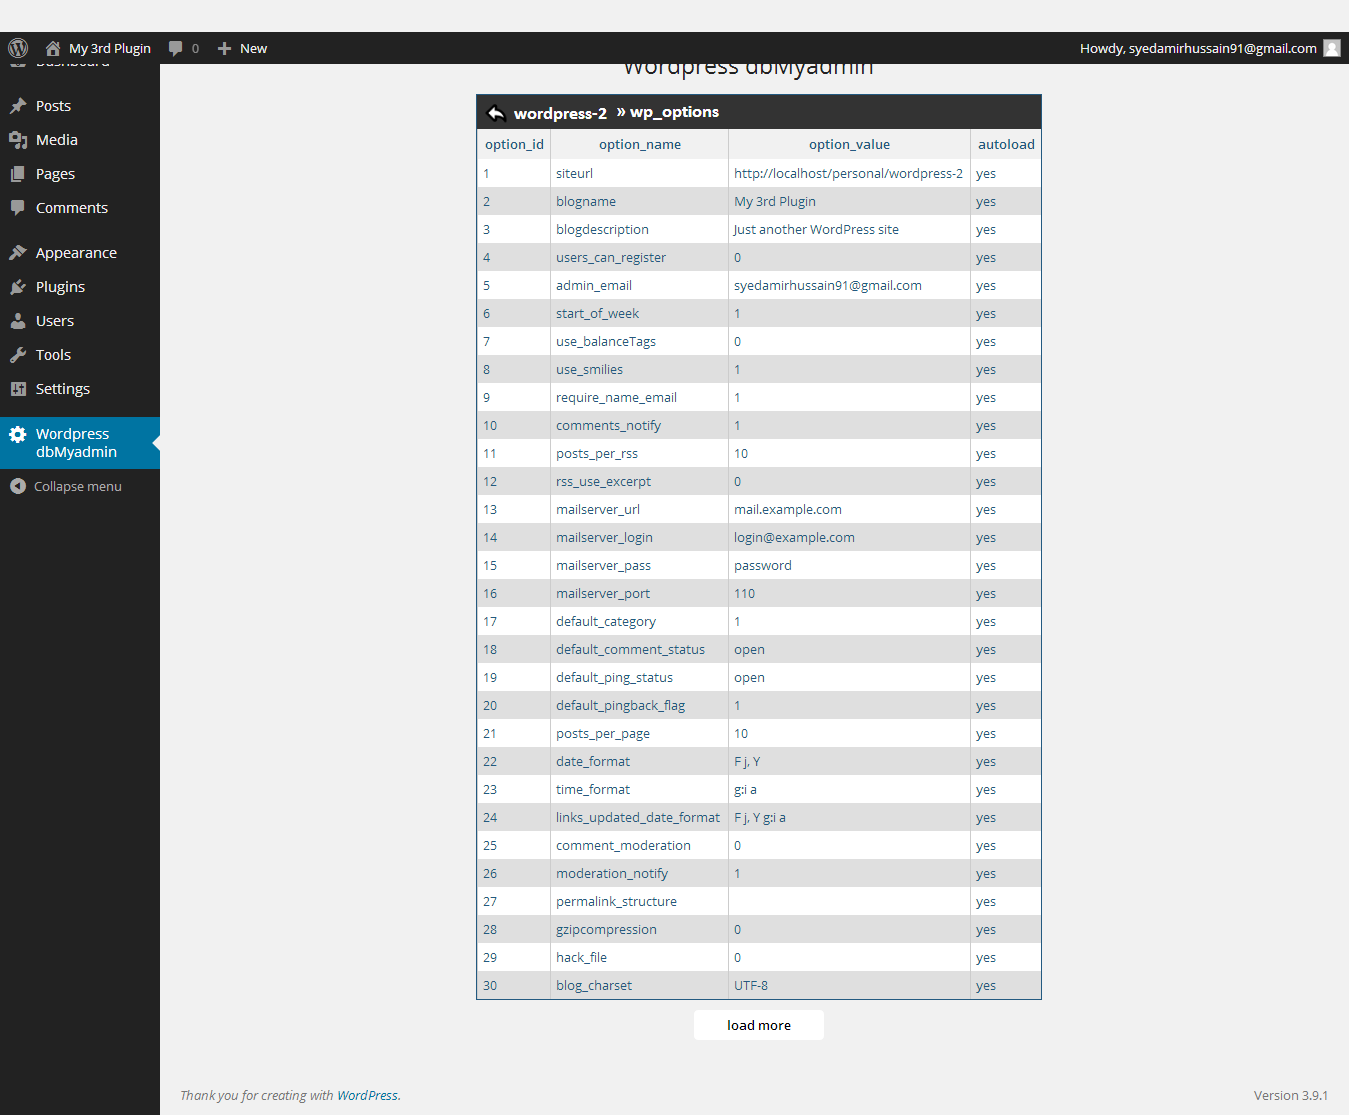 My 3rd Plugin 0 New Howdy, syedamirhussain91@gmail.com
Dashboard
Posts
Media
Pages
Comments
Appearance
Plugins
Users
Tools
Settings
Wordpress
dbMyadmin
Collapse menu
Wordpress dbMyadmin
wordpress-2 » wp_options
option_id option_name option_value autoload
1 siteurl http://localhost/personal/wordpress-2 yes
2 blogname My 3rd Plugin yes
3 blogdescription Just another WordPress site yes
4 users_can_register 0 yes
5 admin_email syedamirhussain91@gmail.com yes
6 start_of_week 1 yes
7 use_balanceTags 0 yes
8 use_smilies 1 yes
9 require_name_email 1 yes
10 comments_notify 1 yes
11 posts_per_rss 10 yes
12 rss_use_excerpt 0 yes
13 mailserver_url mail.example.com yes
14 mailserver_login login@example.com yes
15 mailserver_pass password yes
16 mailserver_port 110 yes
17 default_category 1 yes
18 default_comment_status open yes
19 default_ping_status open yes
20 default_pingback_flag 1 yes
21 posts_per_page 10 yes
22 date_format F j, Y yes
23 time_format g:i a yes
24 links_updated_date_format F j, Y g:i a yes
25 comment_moderation 0 yes
26 moderation_notify 1 yes
27 permalink_structure yes
28 gzipcompression 0 yes
29 hack_file 0 yes
30 blog_charset UTF-8 yes
load more
Thank you for creating with WordPress. Version 3.9.1